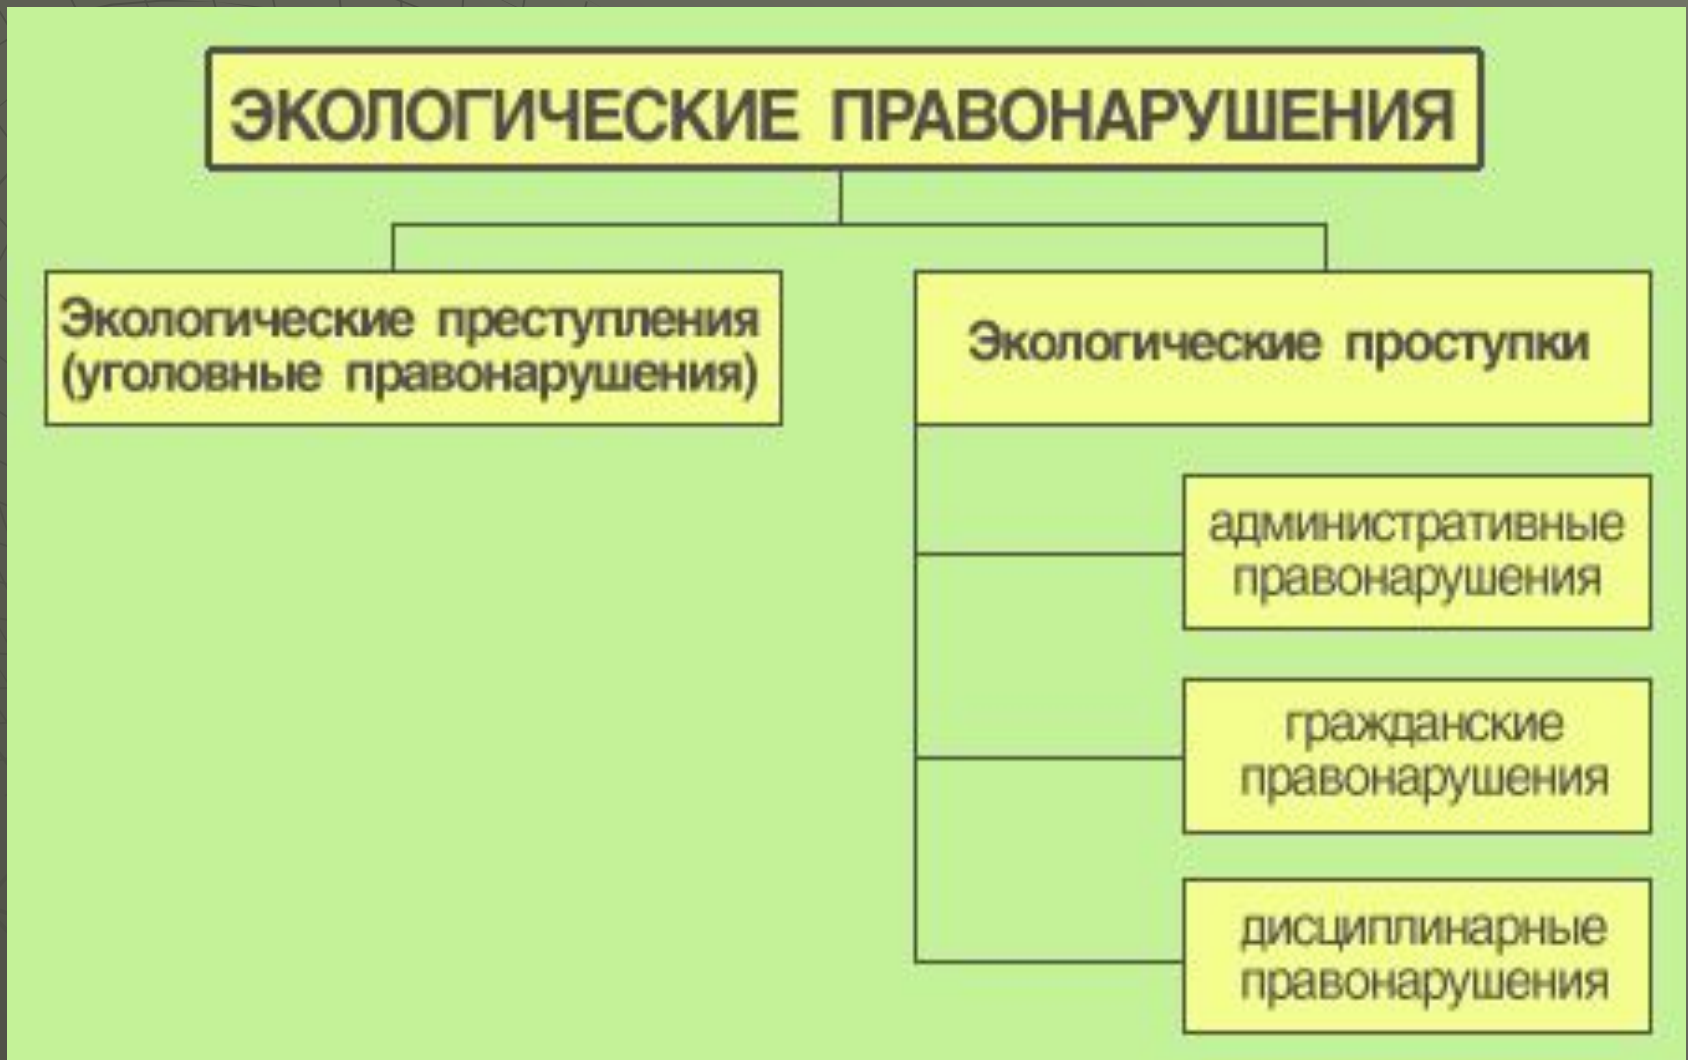 ЭКОЛОГИЧЕСКИЕ ПРАВОНАРУШЕНИЯ
Экологические преступления
(уголовные правонарушения)
Экологические проступки
административные
правонарушения
гражданские
правонарушения
дисциплинарные
правонарушения